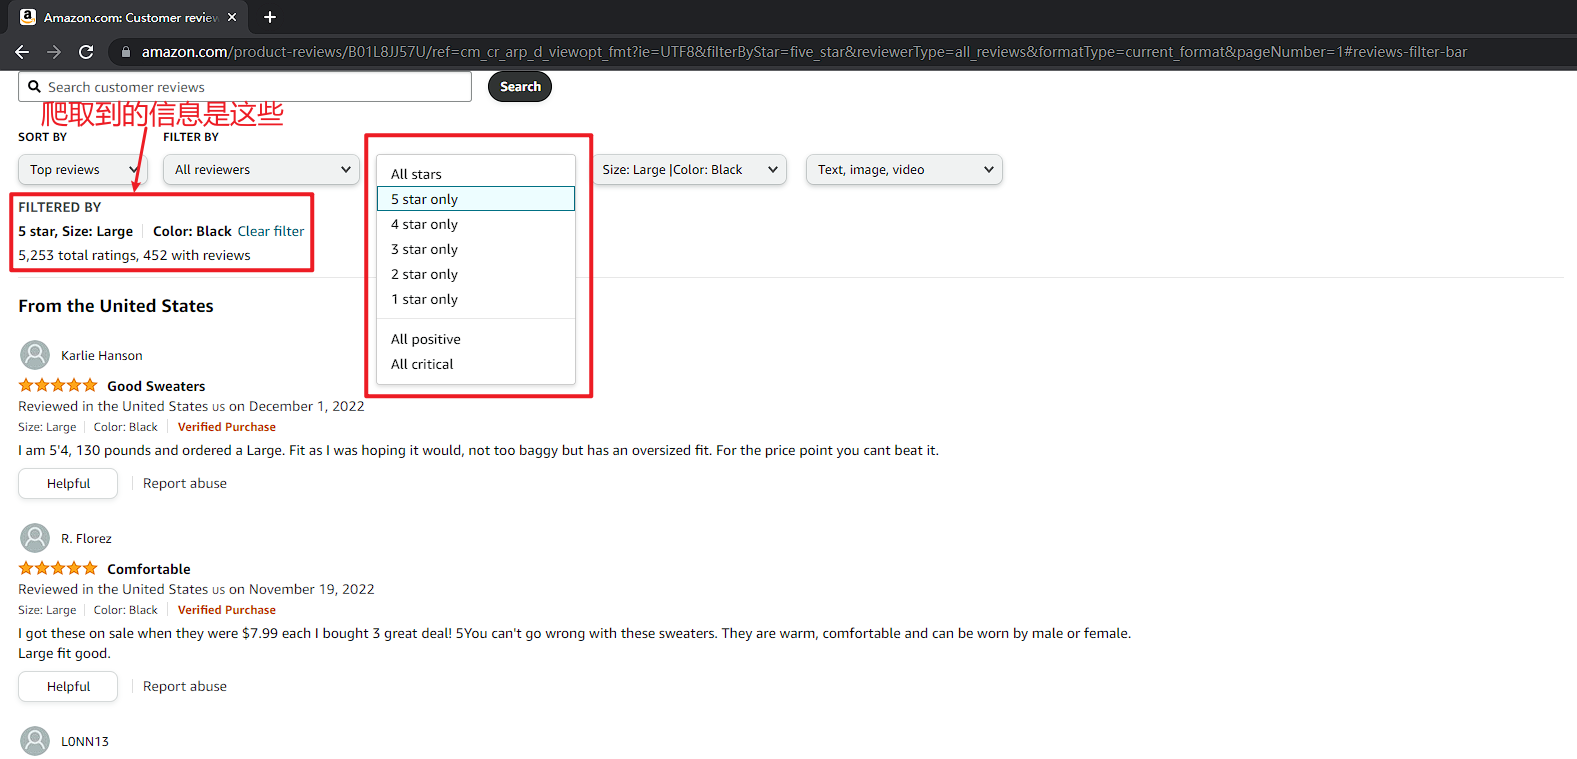 Amazon.com: Customer review
amazon.com/product-reviews/B01L8JJ57U/ref=cm_cr_arp_d_viewopt_fmt?ie=UTF8&filterByStar=five_star&reviewerType=all_reviews&formatType=current_format&pageNumber=1#reviews-filter-bar
Search customer reviews
Search
爬取到的信息是这些
SORT BY
FILTER BY
Top reviews
All reviewers
Size: Large |Color: Black
Text, image, video
All stars
5 star only
4 star only
3 star only
2 star only
1 star only
All positive
All critical
FILTERED BY
5 star, Size: Large Color: Black Clear filter
5,253 total ratings, 452 with reviews
From the United States
Karlie Hanson
Good Sweaters
Reviewed in the United States us on December 1, 2022
Size: Large Color: Black Verified Purchase
I am 5'4, 130 pounds and ordered a Large. Fit as I was hoping it would, not too baggy but has an oversized fit. For the price point you cant beat it.
Helpful Report abuse
R. Florez
Comfortable
Reviewed in the United States us on November 19, 2022
Size: Large Color: Black Verified Purchase
I got these on sale when they were $7.99 each I bought 3 great deal! 5You can't go wrong with these sweaters. They are warm, comfortable and can be worn by male or female.
Large fit good.
Helpful Report abuse
L0NN13